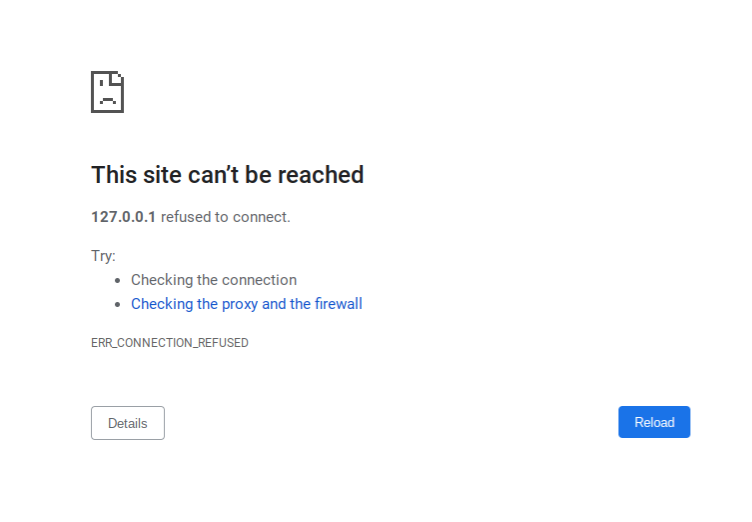 This site can’t be reached
127.0.0.1 refused to connect.
Try:
Checking the connection
Checking the proxy and the firewall
ERR_CONNECTION_REFUSED
Details
Reload